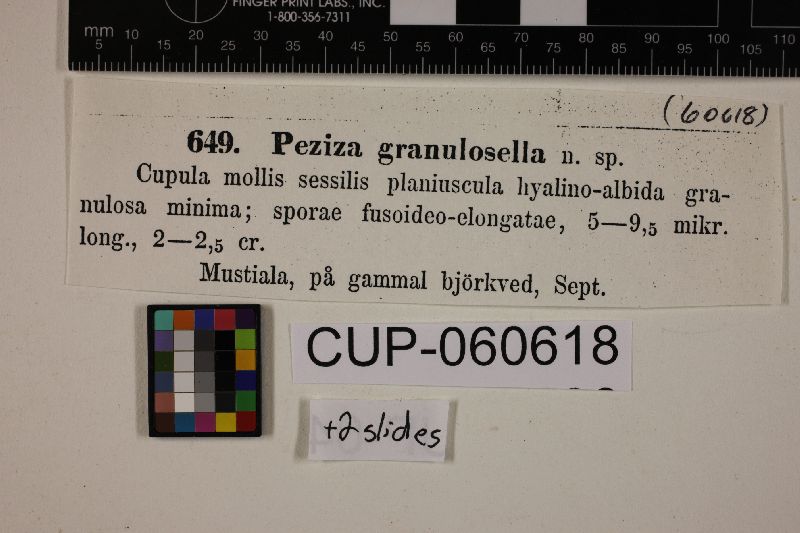 FINGER PRINT LABS., INC.
1-800-356-7311
mm 10 20 30 40 50 60 70 80 90 100 110
5 15 25 35 45 55 65 75 85 95 105
(60618)
649. Peziza granulosella n. sp.
Cupula mollis sessilis planiuscula hyalino-albida gra-
nulosa minima; sporae fusoideo-elongatae, 5—9,5 mikr.
long., 2—2,5 cr.
Mustiala, på gammal björkved, Sept.
CUP-060618
+2 slides